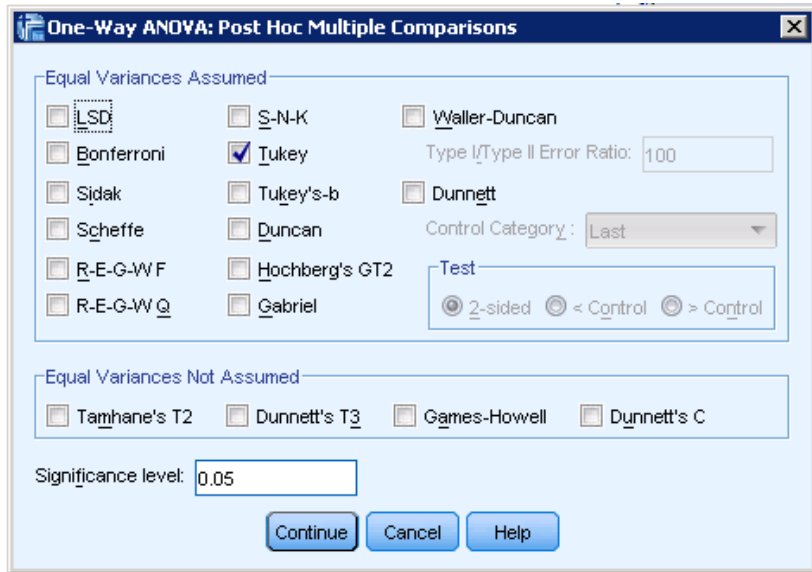 One-Way ANOVA: Post Hoc Multiple Comparisons
Equal Variances Assumed
LSD
S-N-K
Waller-Duncan
Bonferroni
Tukey
Type I/Type II Error Ratio: 100
Sidak
Tukey's-b
Dunnett
Scheffe
Duncan
Control Category : Last
R-E-G-W F
Hochberg's GT2
Test
R-E-G-W Q
Gabriel
2-sided < Control > Control
Equal Variances Not Assumed
Tamhane's T2
Dunnett's T3
Games-Howell
Dunnett's C
Significance level: 0.05
Continue
Cancel
Help